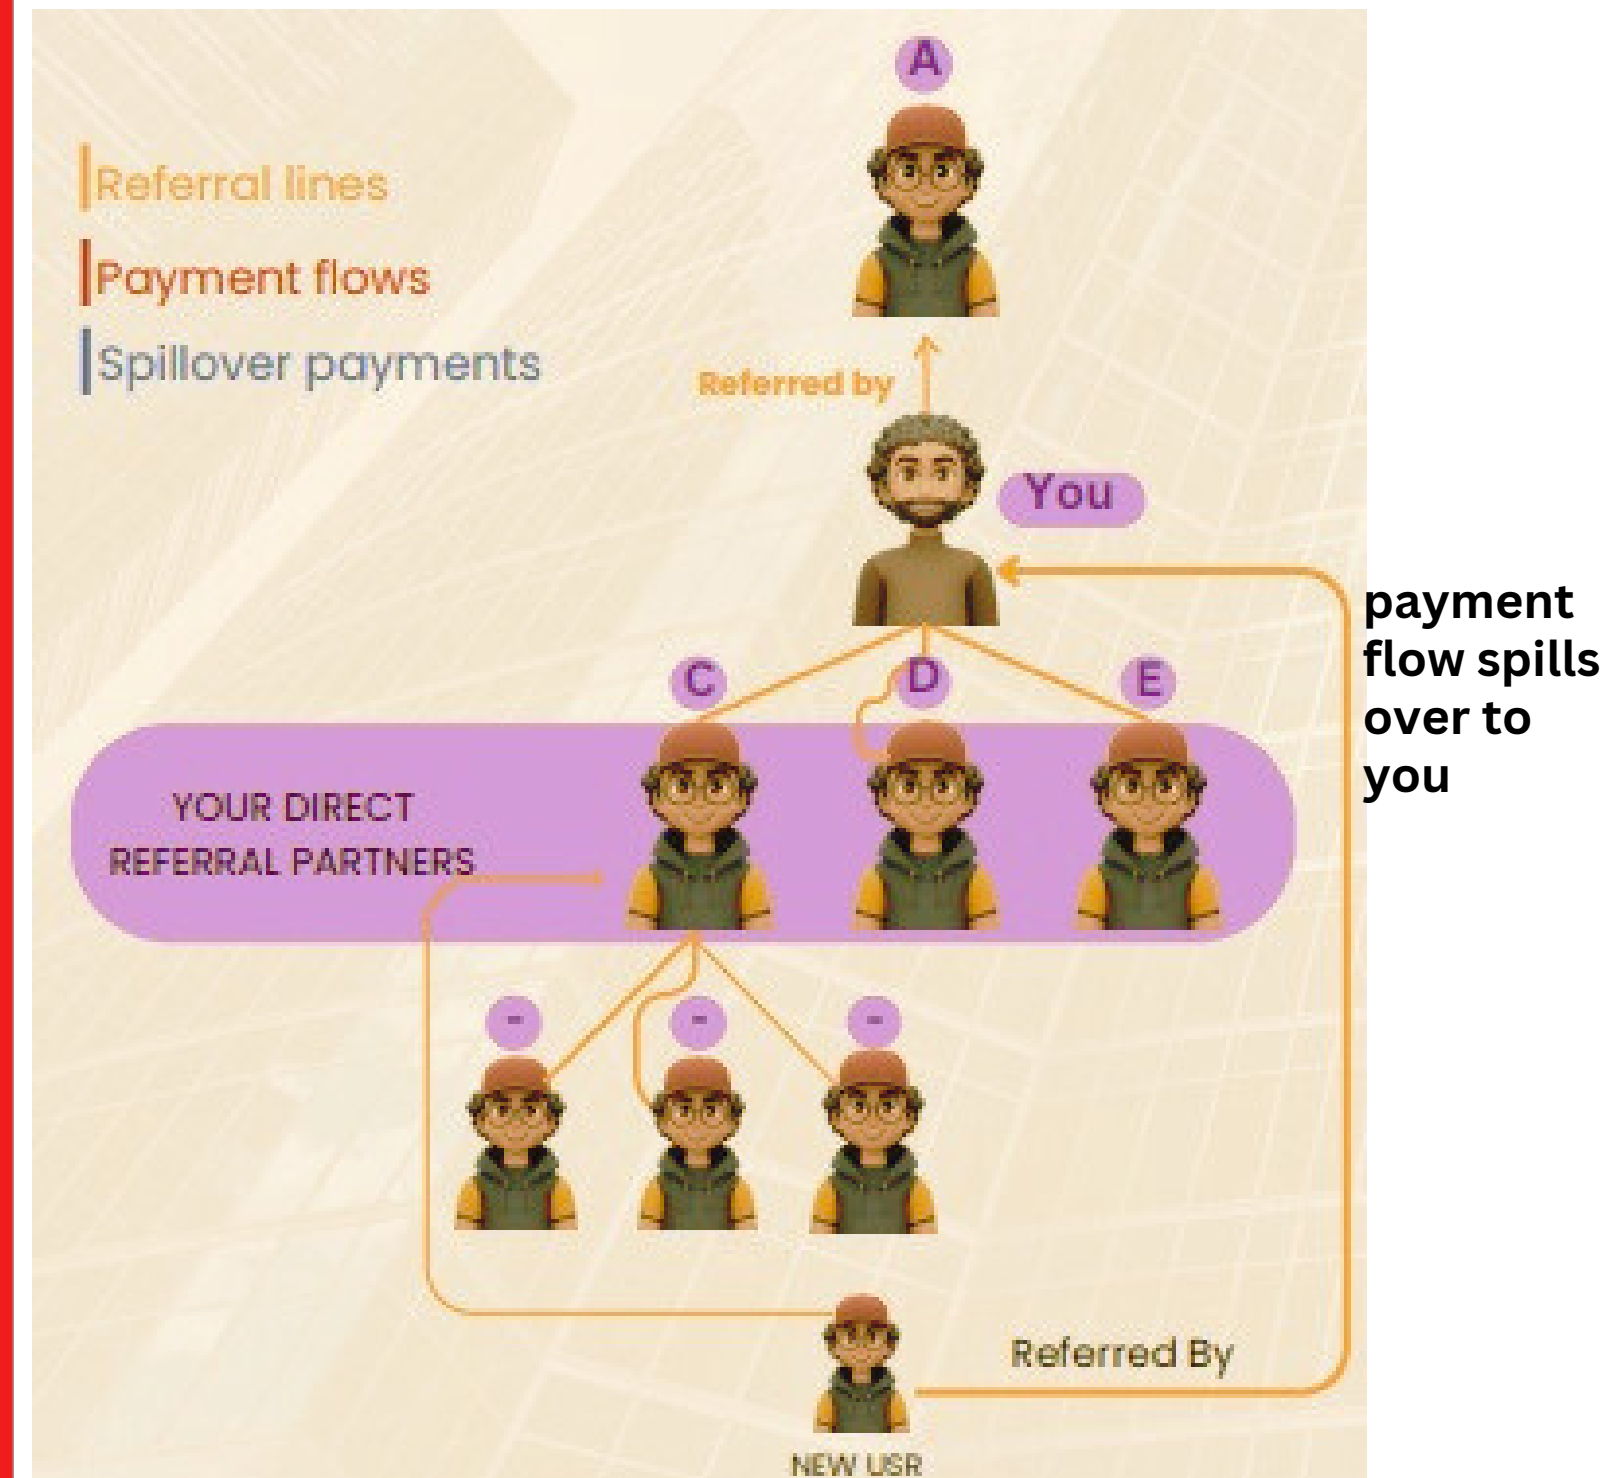 A
Referral lines
Payment flows
Spillover payments
Referred by
You
payment
flow spills
over to
you
C
D
E
YOUR DIRECT
REFERRAL PARTNERS
-
-
-
Referred By
NEW USR